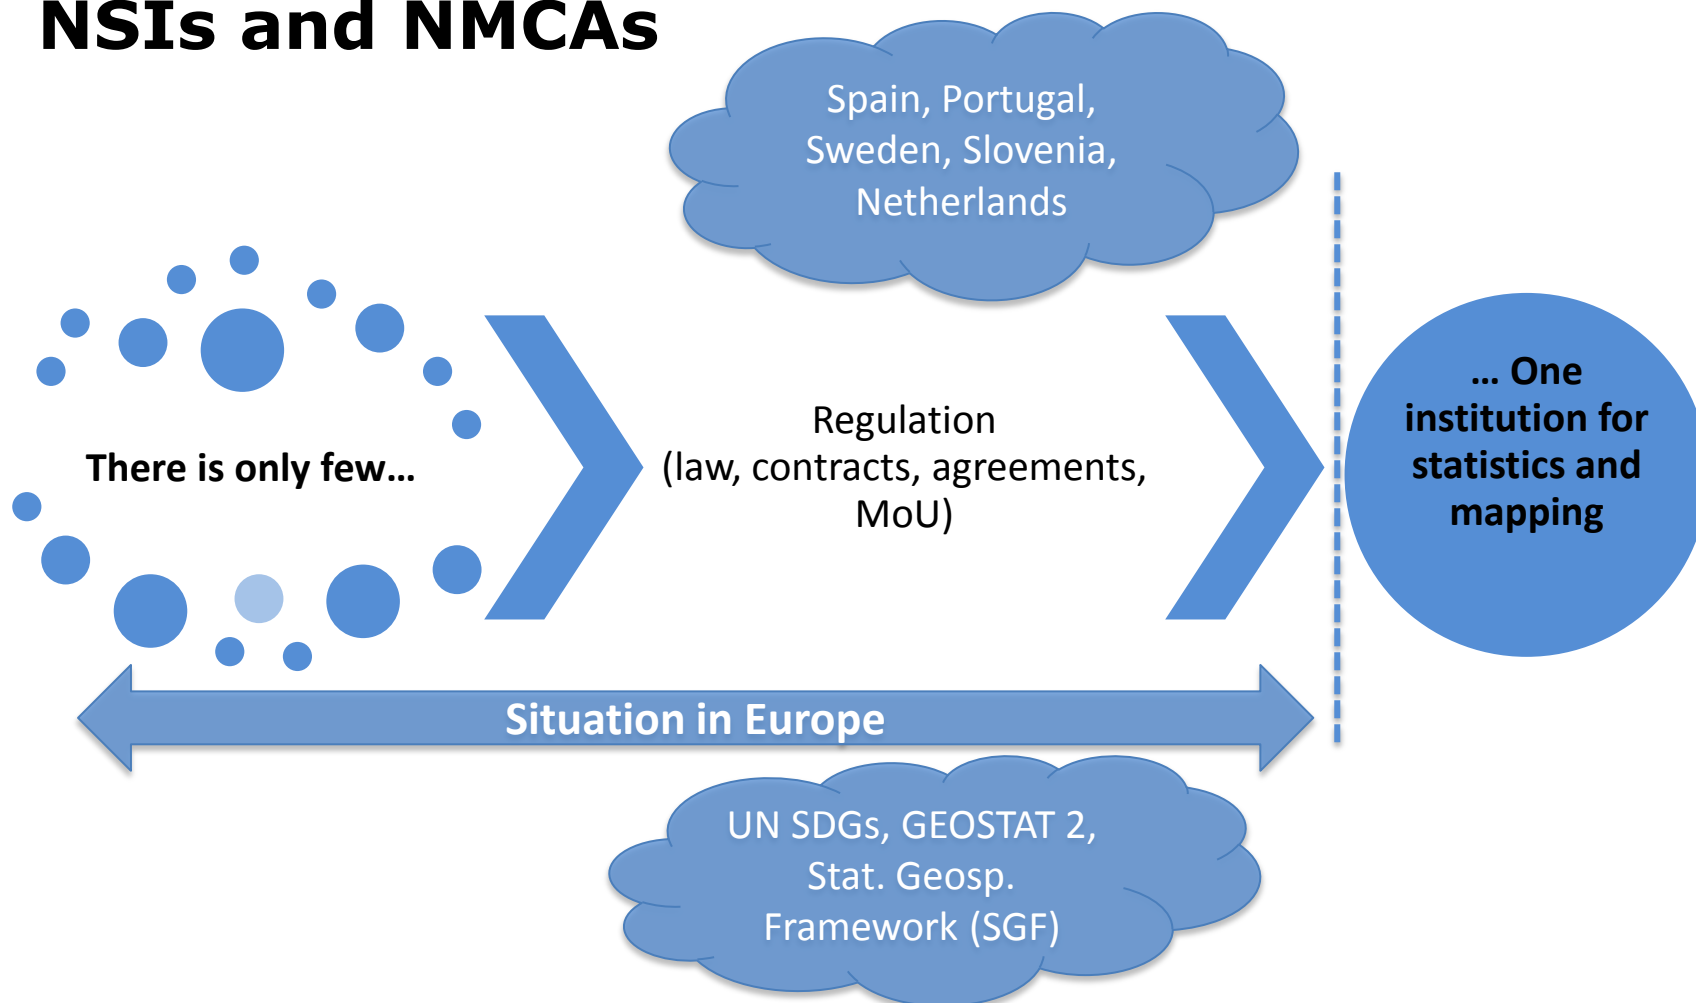 NSIs and NMCAs
Spain, Portugal,
Sweden, Slovenia,
Netherlands
There is only few...
Regulation
(law, contracts, agreements,
MoU)
... One
institution for
statistics and
mapping
Situation in Europe
UN SDGs, GEOSTAT 2,
Stat. Geosp.
Framework (SGF)